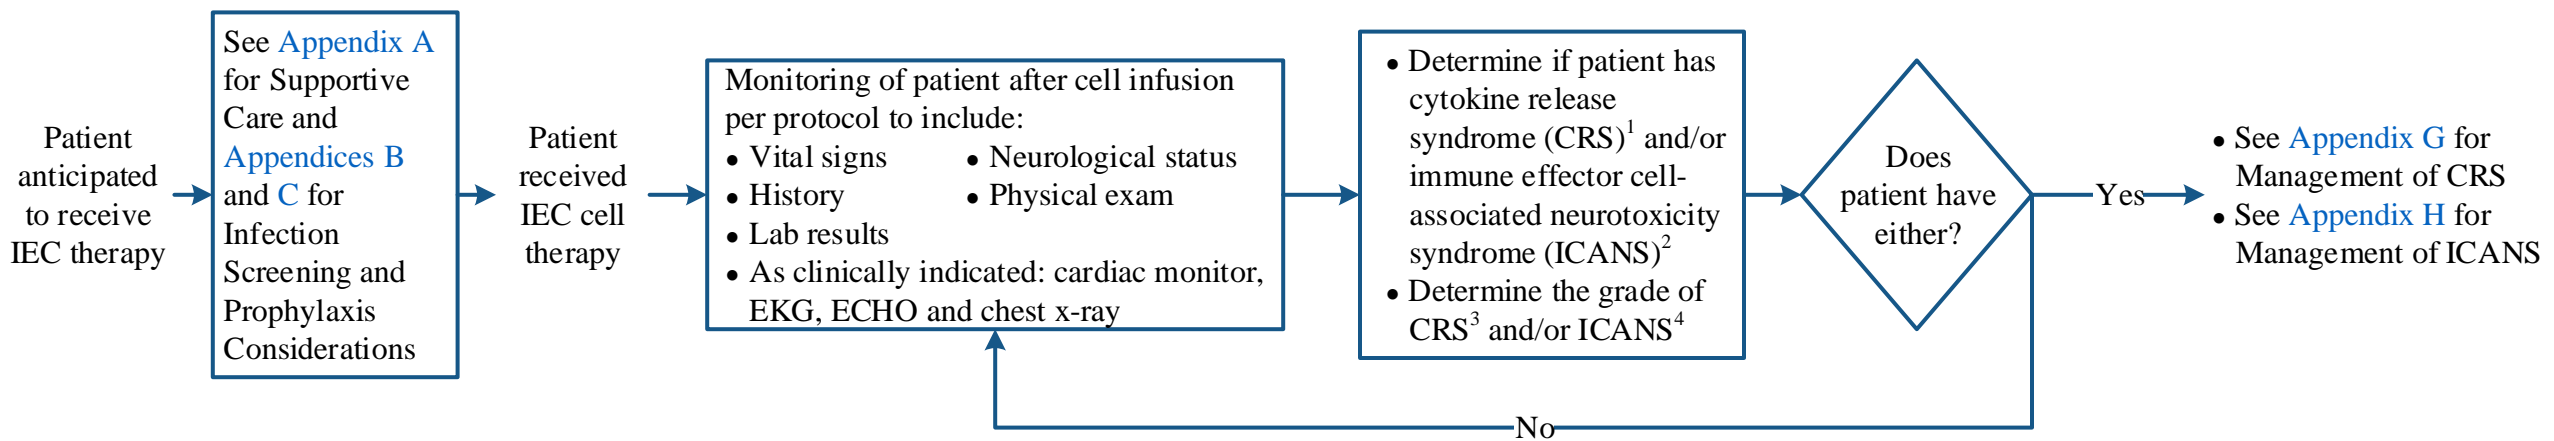 Patient
anticipated
to receive
IEC therapy
See Appendix A
for Supportive
Care and
Appendices B
and C for
Infection
Screening and
Prophylaxis
Considerations
Patient
received
IEC cell
therapy
Monitoring of patient after cell infusion
per protocol to include:
● Vital signs
● Neurological status
● History
● Physical exam
● Lab results
● As clinically indicated: cardiac monitor,
EKG, ECHO and chest x-ray
● Determine if patient has
cytokine release
syndrome (CRS)1 and/or
immune effector cell-
associated neurotoxicity
syndrome (ICANS)2
● Determine the grade of
CRS3 and/or ICANS4
Does
patient have
either?
Yes
● See Appendix G for
Management of CRS
● See Appendix H for
Management of ICANS
No